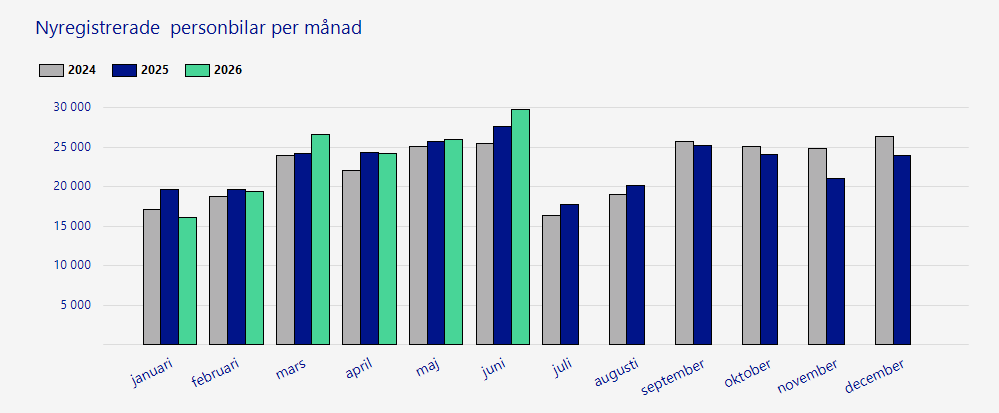 Nyregistrerade  personbilar per månad
2024 2025 2026
30 000
25 000
20 000
15 000
10 000
5 000
januari februari mars april maj juni juli augusti september oktober november december